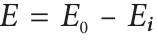 E = E₀ − Eᵢ